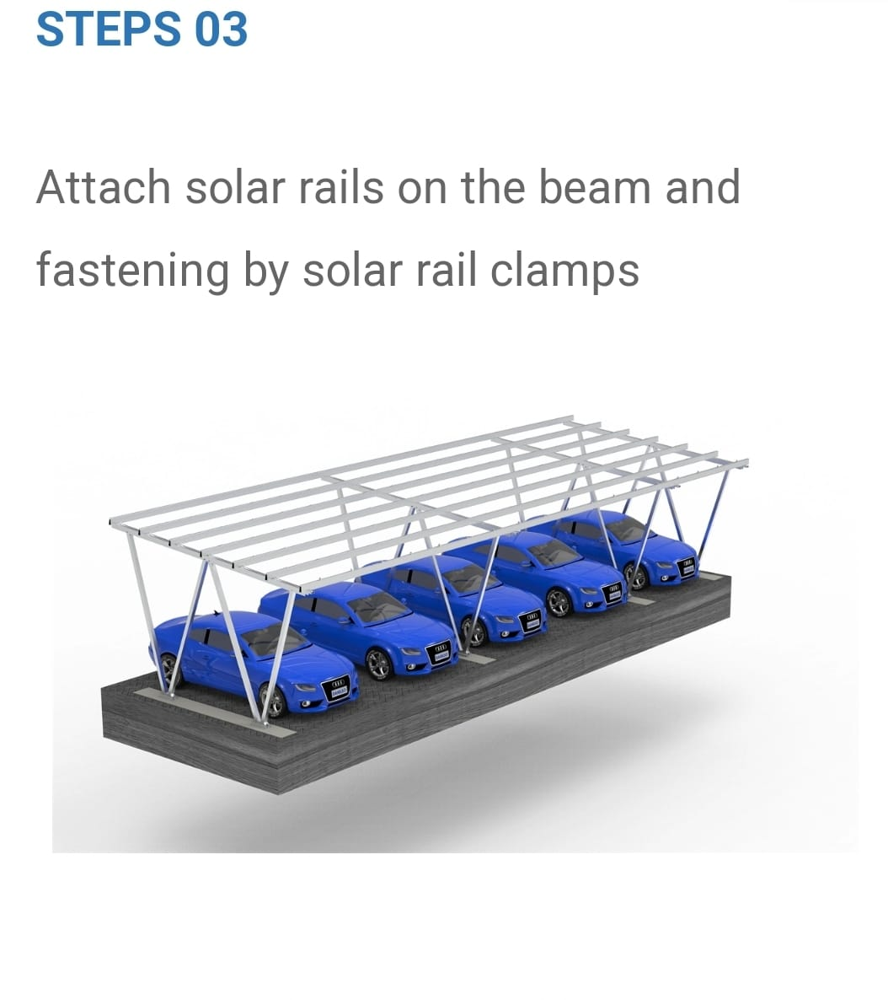 STEPS 03
Attach solar rails on the beam and
fastening by solar rail clamps